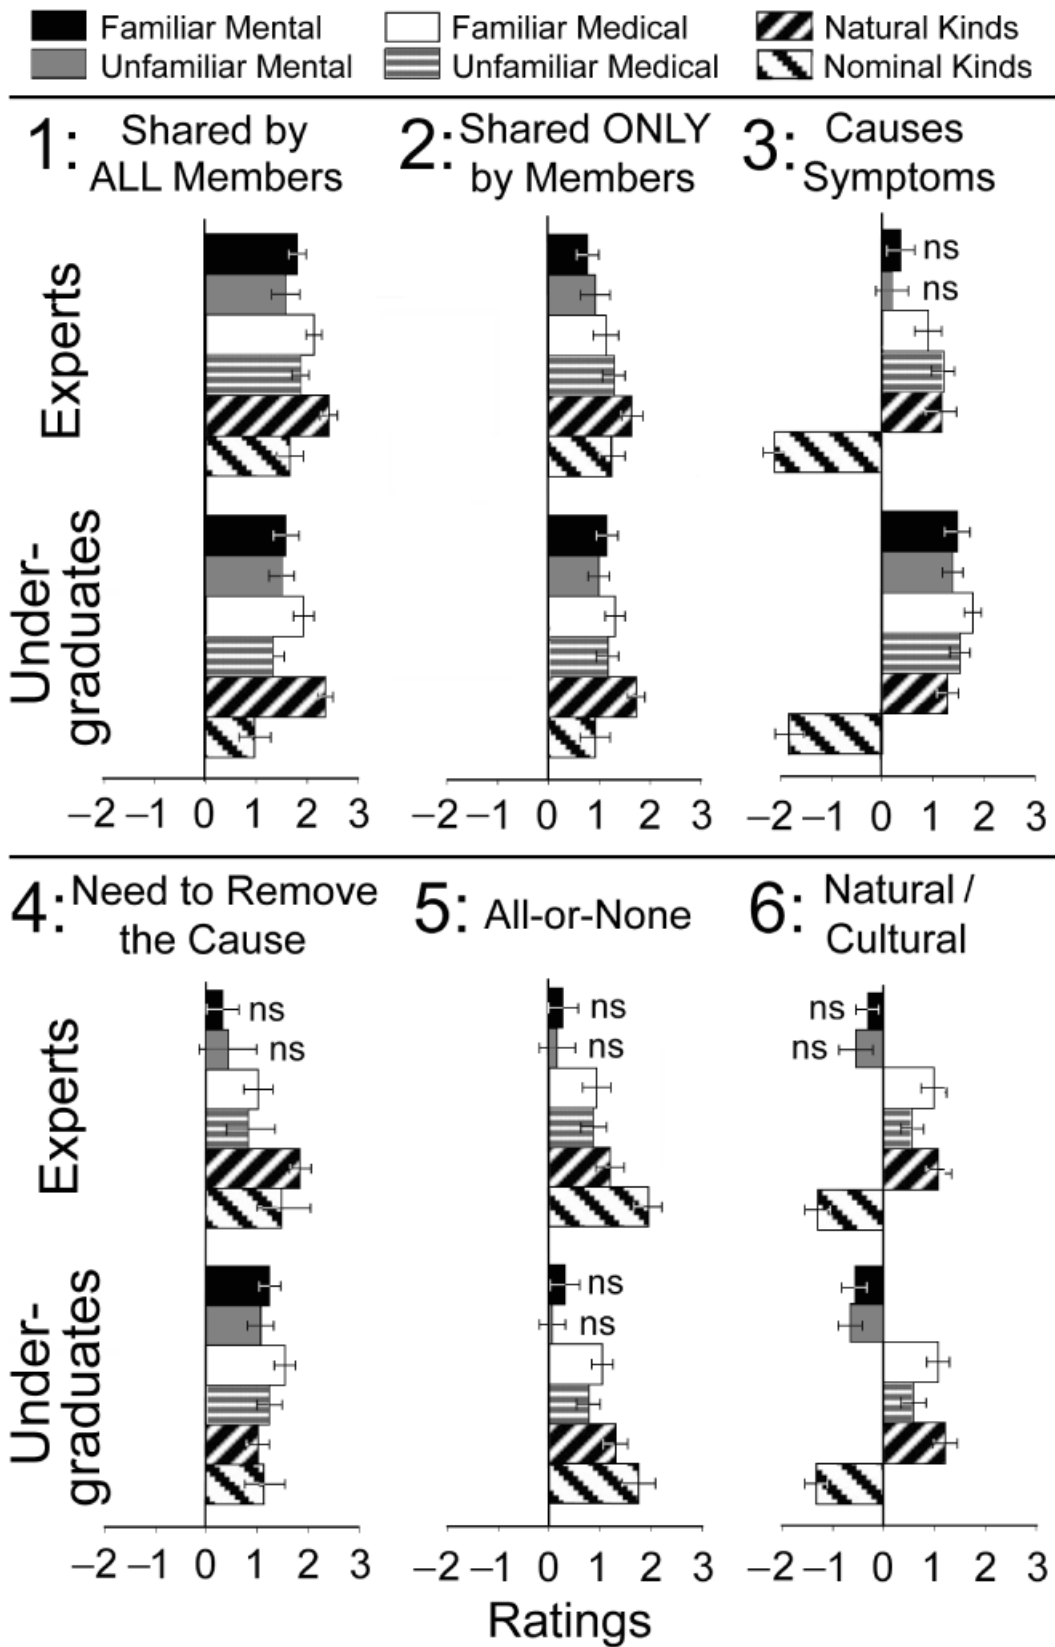 Familiar Mental Familiar Medical Natural Kinds
Unfamiliar Mental Unfamiliar Medical Nominal Kinds
1: Shared by
ALL Members
2: Shared ONLY
by Members
3: Causes
Symptoms
Experts
ns
ns
Under-
graduates
–2 –1 0 1 2 3
–2 –1 0 1 2 3
–2 –1 0 1 2 3
4: Need to Remove
the Cause
5: All-or-None
6: Natural /
Cultural
Experts
ns
ns
ns
ns
ns
ns
Under-
graduates
ns
ns
–2 –1 0 1 2 3
–2 –1 0 1 2 3
–2 –1 0 1 2 3
Ratings